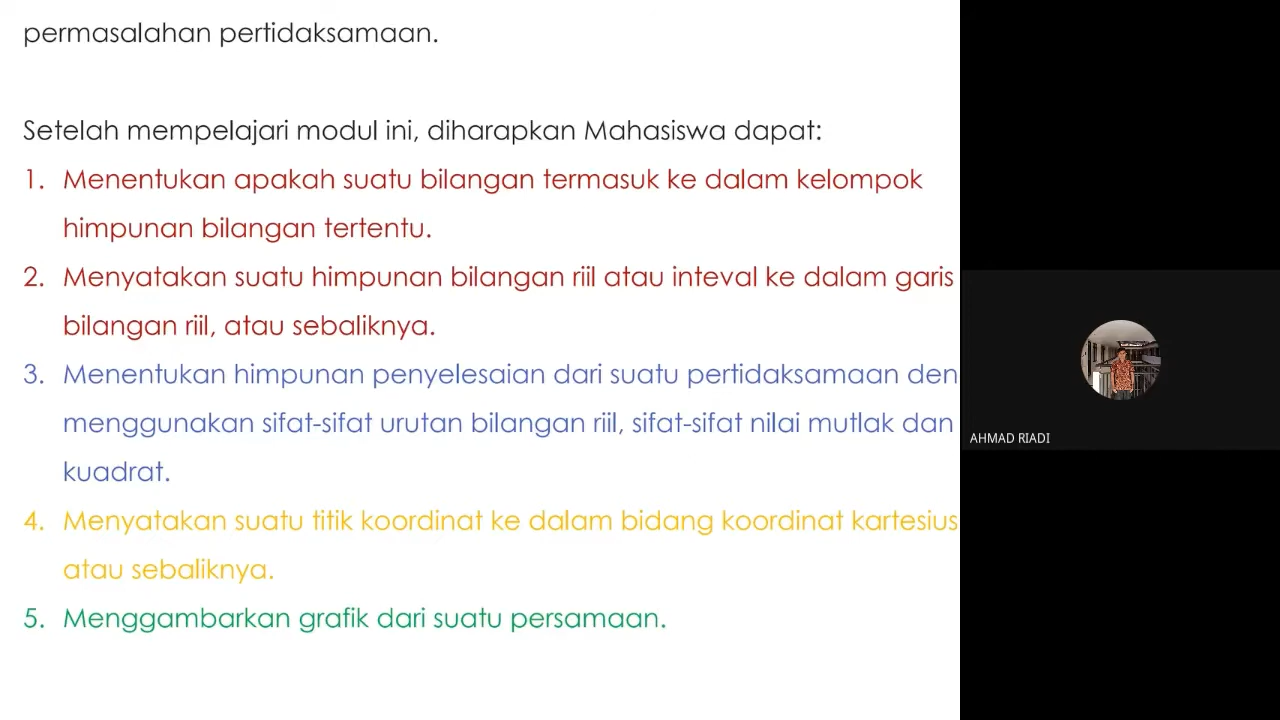 permasalahan pertidaksamaan.
Setelah mempelajari modul ini, diharapkan Mahasiswa dapat:
1. Menentukan apakah suatu bilangan termasuk ke dalam kelompok
himpunan bilangan tertentu.
2. Menyatakan suatu himpunan bilangan riil atau inteval ke dalam garis
bilangan riil, atau sebaliknya.
3. Menentukan himpunan penyelesaian dari suatu pertidaksamaan den
menggunakan sifat-sifat urutan bilangan riil, sifat-sifat nilai mutlak dan
kuadrat.
4. Menyatakan suatu titik koordinat ke dalam bidang koordinat kartesius
atau sebaliknya.
5. Menggambarkan grafik dari suatu persamaan.
AHMAD RIADI